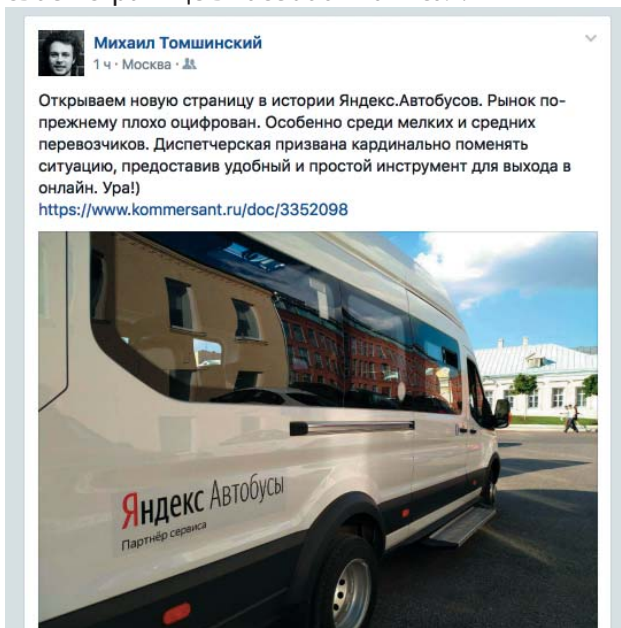 Михаил Томшинский
1 ч · Москва ·
Открываем новую страницу в истории Яндекс.Автобусов. Рынок по-
прежнему плохо оцифрован. Особенно среди мелких и средних
перевозчиков. Диспетчерская призвана кардинально поменять
ситуацию, предоставив удобный и простой инструмент для выхода в
онлайн. Ура!)
https://www.kommersant.ru/doc/3352098
Яндекс Автобусы
Партнёр сервиса